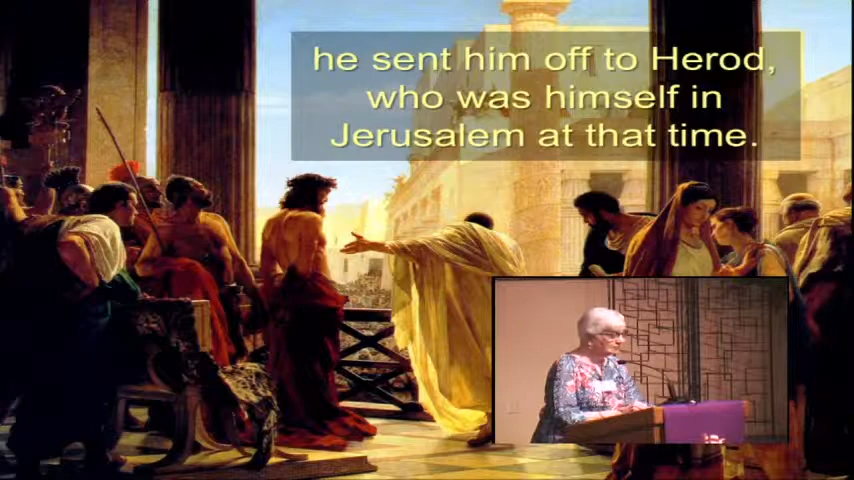 he sent him off to Herod,
who was himself in
Jerusalem at that time.